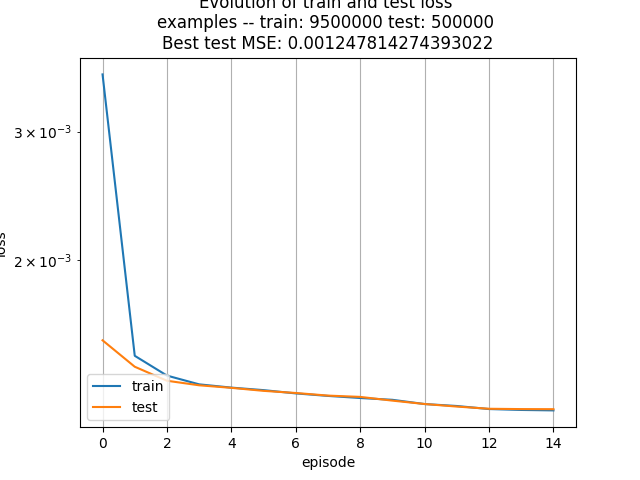 Evolution of train and test loss
examples -- train: 9500000 test: 500000
Best test MSE: 0.001247814274393022
3 × 10⁻³
2 × 10⁻³
loss
train
test
0 2 4 6 8 10 12 14
episode